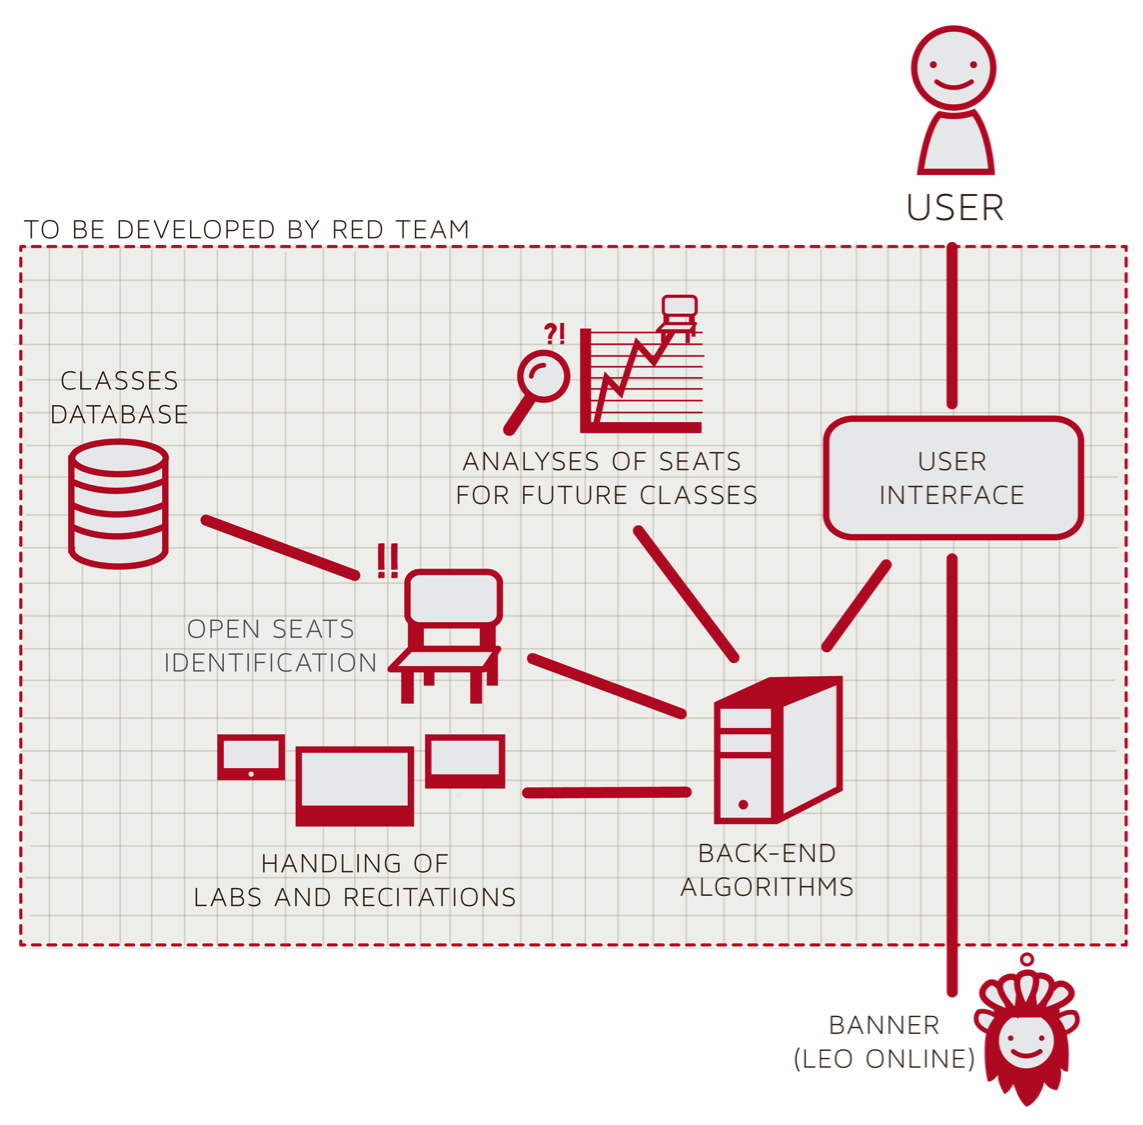 USER
TO BE DEVELOPED BY RED TEAM
?!
CLASSES
DATABASE
ANALYSES OF SEATS
FOR FUTURE CLASSES
USER
INTERFACE
!!
OPEN SEATS
IDENTIFICATION
HANDLING OF
LABS AND RECITATIONS
BACK-END
ALGORITHMS
BANNER
(LEO ONLINE)